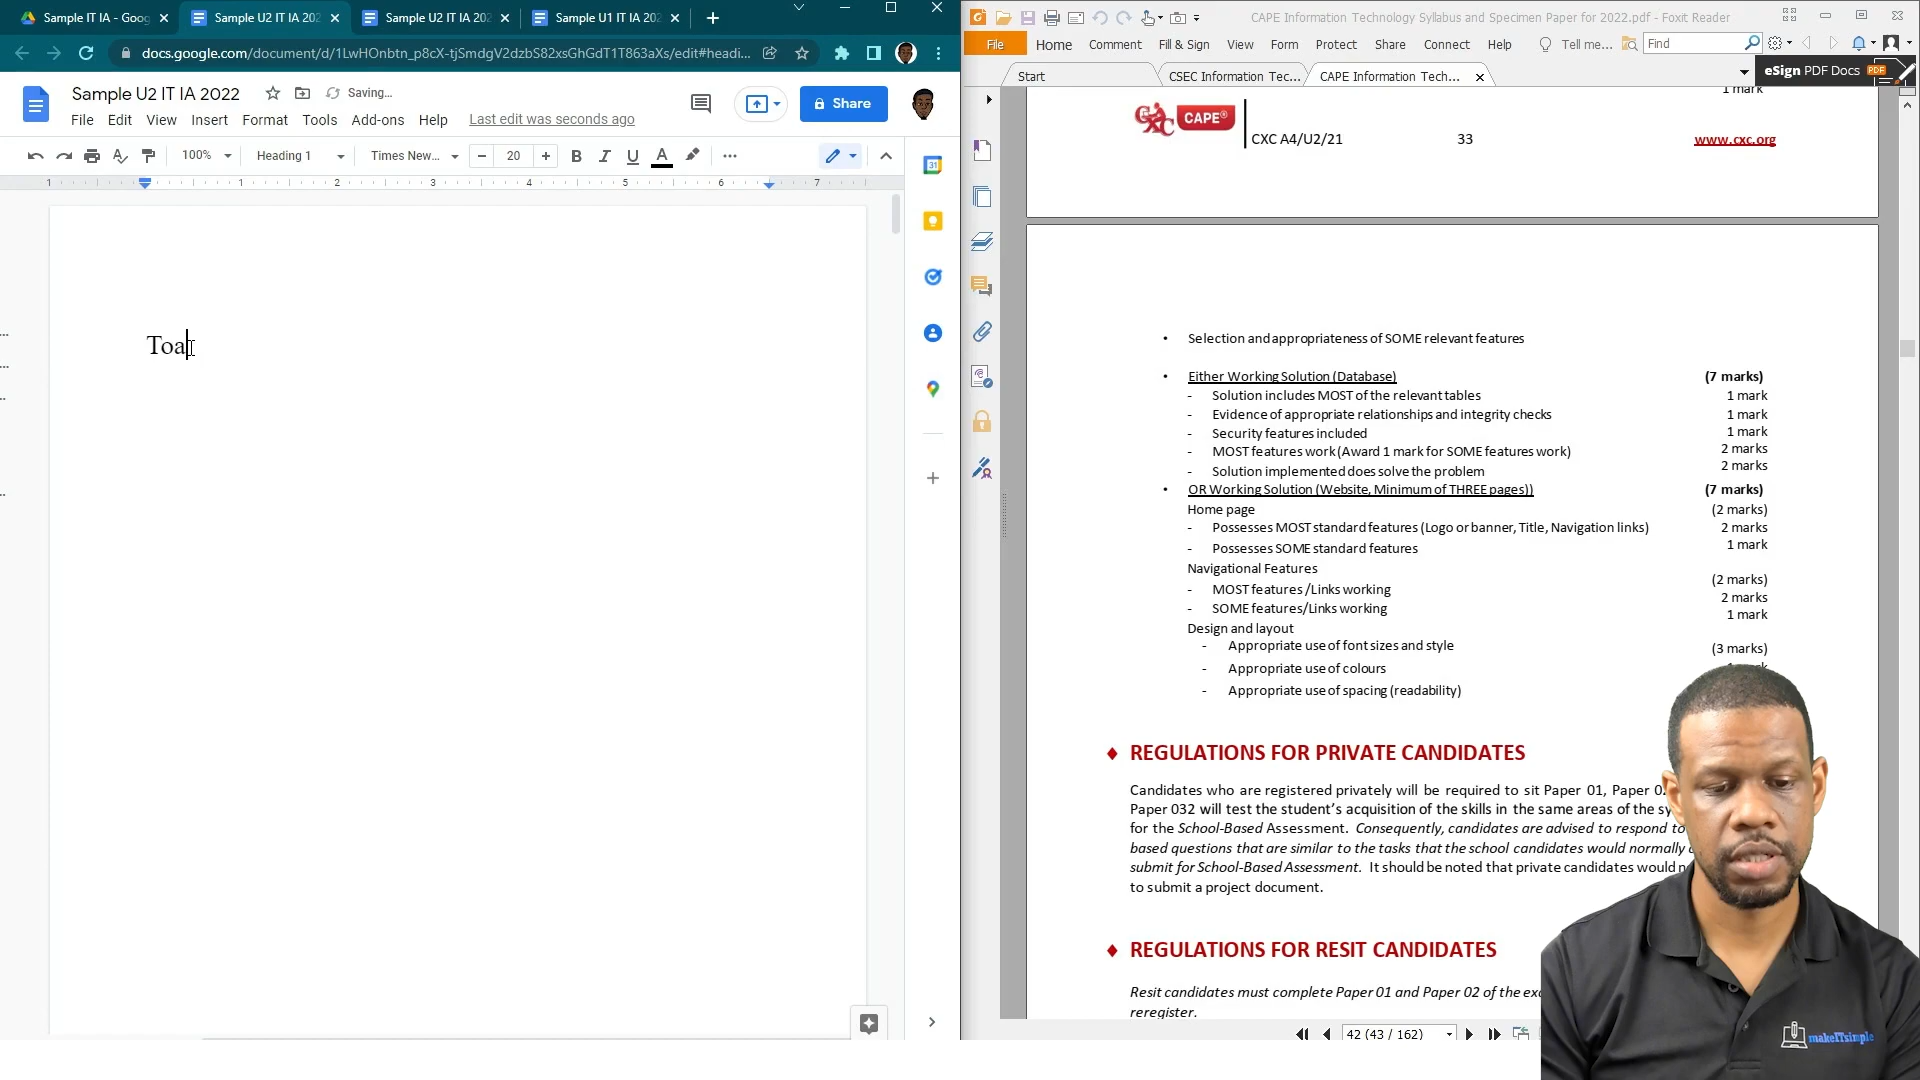 Sample IT IA - Goog
Sample U2 IT IA 202
Sample U2 IT IA 202
Sample U1 IT IA 202
docs.google.com/document/d/1LwHOnbtn_p8cX-tjSmdgV2dzbS82xsGhGdT1T863aXs/edit#headi...
Sample U2 IT IA 2022
Saving...
Share
File Edit View Insert Format Tools Add-ons Help Last edit was seconds ago
100% Heading 1 Times New... 20 B I U A
1 1 2 3 4 5 6 7
31
Toa
CAPE Information Technology Syllabus and Specimen Paper for 2022.pdf - Foxit Reader
File Home Comment Fill & Sign View Form Protect Share Connect Help Tell me... Find
Start CSEC Information Tec... CAPE Information Tech...
eSign PDF Docs PDF
1 mark
CXC CAPE®
CXC A4/U2/21 33 www.cxc.org
• Selection and appropriateness of SOME relevant features
• Either Working Solution (Database) (7 marks)
- Solution includes MOST of the relevant tables 1 mark
- Evidence of appropriate relationships and integrity checks 1 mark
- Security features included 1 mark
- MOST features work (Award 1 mark for SOME features work) 2 marks
- Solution implemented does solve the problem 2 marks
• OR Working Solution (Website, Minimum of THREE pages)) (7 marks)
Home page (2 marks)
- Possesses MOST standard features (Logo or banner, Title, Navigation links) 2 marks
- Possesses SOME standard features 1 mark
Navigational Features (2 marks)
- MOST features /Links working 2 marks
- SOME features/Links working 1 mark
Design and layout (3 marks)
- Appropriate use of font sizes and style
- Appropriate use of colours
- Appropriate use of spacing (readability)
♦ REGULATIONS FOR PRIVATE CANDIDATES
Candidates who are registered privately will be required to sit Paper 01, Paper
Paper 032 will test the student's acquisition of the skills in the same areas of the
for the School-Based Assessment. Consequently, candidates are advised to respond to
based questions that are similar to the tasks that the school candidates would normally
submit for School-Based Assessment. It should be noted that private candidates would
to submit a project document.
♦ REGULATIONS FOR RESIT CANDIDATES
Resit candidates must complete Paper 01 and Paper 02 of the
reregister.
42 (43 / 162)
makeITsimple